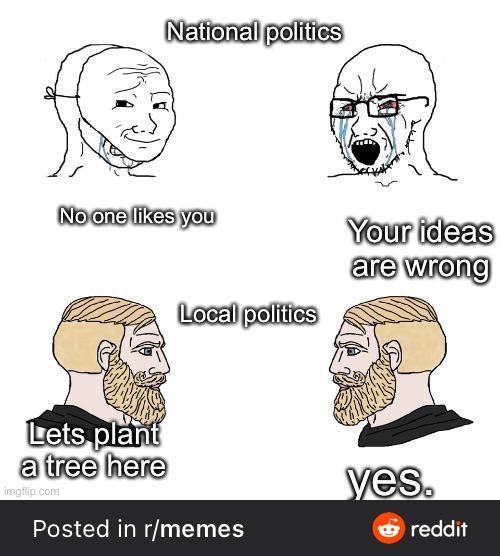 National politics
No one likes you
Your ideas
are wrong
Local politics
Lets plant
a tree here
yes.
imgflip.com
Posted in r/memes
reddit